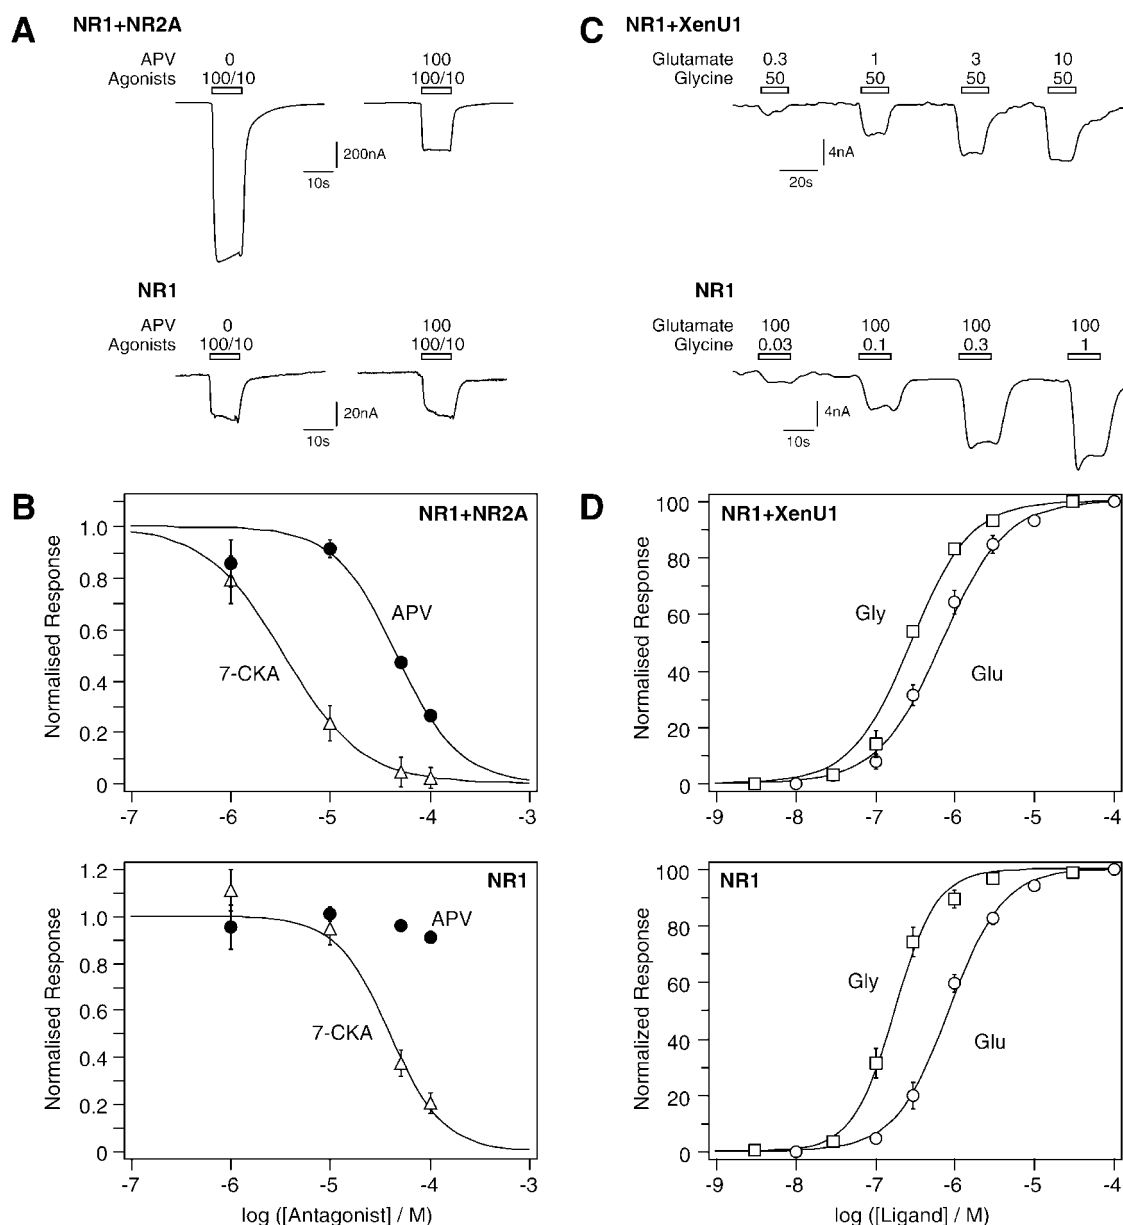 A
NR1+NR2A
APV 0 100
Agonists 100/10 100/10
200nA
10s
NR1
APV 0 100
Agonists 100/10 100/10
20nA
10s
C
NR1+XenU1
Glutamate 0.3 1 3 10
Glycine 50 50 50 50
4nA
20s
NR1
Glutamate 100 100 100 100
Glycine 0.03 0.1 0.3 1
4nA
10s
B
NR1+NR2A
Normalised Response
1.0
0.8
0.6
0.4
0.2
0
APV
7-CKA
-7 -6 -5 -4 -3
NR1
Normalised Response
1.2
1.0
0.8
0.6
0.4
0.2
0
APV
7-CKA
-7 -6 -5 -4 -3
log ([Antagonist] / M)
D
NR1+XenU1
Normalised Response
100
80
60
40
20
0
Gly
Glu
-9 -8 -7 -6 -5 -4
NR1
Normalized Response
100
80
60
40
20
0
Gly
Glu
-9 -8 -7 -6 -5 -4
log ([Ligand] / M)